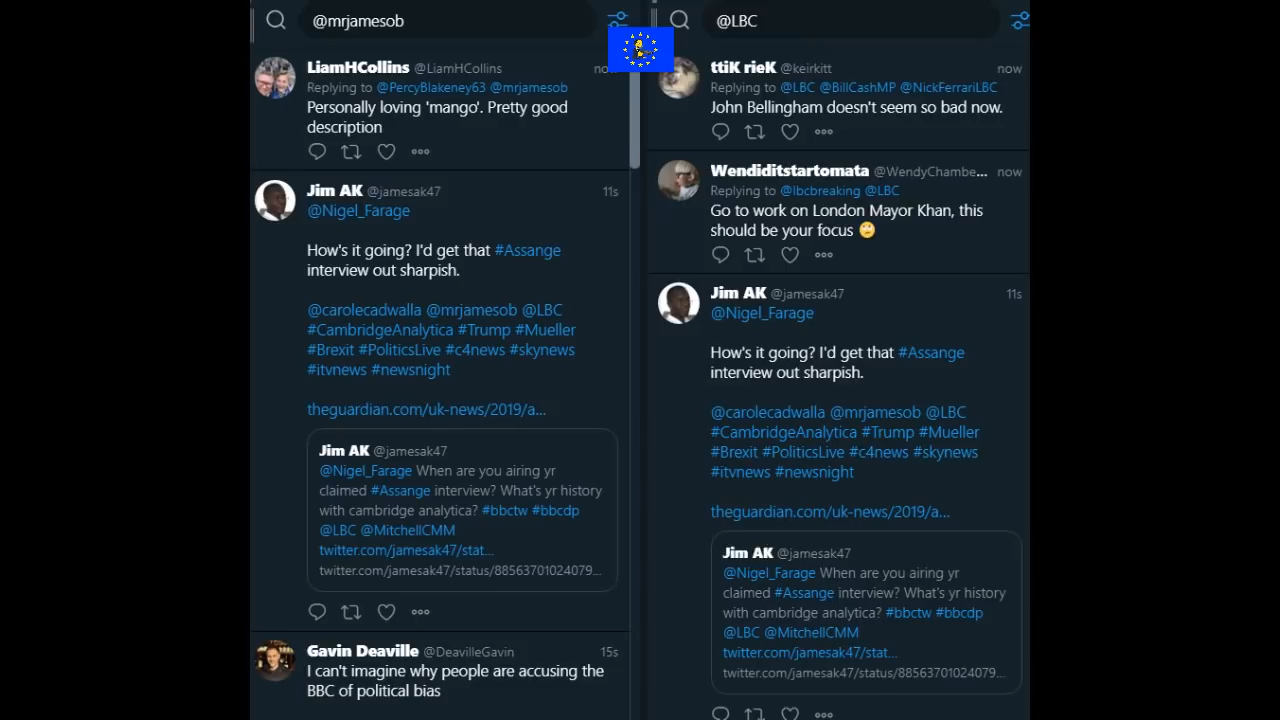 @mrjamesob
LiamHCollins @LiamHCollins now
Replying to @PercyBlakeney63 @mrjamesob
Personally loving 'mango'. Pretty good
description
Jim AK @jamesak47 11s
@Nigel_Farage
How's it going? I'd get that #Assange
interview out sharpish.
@carolecadwalla @mrjamesob @LBC
#CambridgeAnalytica #Trump #Mueller
#Brexit #PoliticsLive #c4news #skynews
#itvnews #newsnight
theguardian.com/uk-news/2019/a...
Jim AK @jamesak47
@Nigel_Farage When are you airing yr
claimed #Assange interview? What's yr history
with cambridge analytica? #bbctw #bbcdp
@LBC @MitchellCMM
twitter.com/jamesak47/stat...
twitter.com/jamesak47/status/88563701024079...
Gavin Deaville @DeavilleGavin 15s
I can't imagine why people are accusing the
BBC of political bias
@LBC
ttiK rieK @keirkitt now
Replying to @LBC @BillCashMP @NickFerrariLBC
John Bellingham doesn't seem so bad now.
Wendiditstartomata @WendyChambe... now
Replying to @lbcbreaking @LBC
Go to work on London Mayor Khan, this
should be your focus 🙄
Jim AK @jamesak47 11s
@Nigel_Farage
How's it going? I'd get that #Assange
interview out sharpish.
@carolecadwalla @mrjamesob @LBC
#CambridgeAnalytica #Trump #Mueller
#Brexit #PoliticsLive #c4news #skynews
#itvnews #newsnight
theguardian.com/uk-news/2019/a...
Jim AK @jamesak47
@Nigel_Farage When are you airing yr
claimed #Assange interview? What's yr history
with cambridge analytica? #bbctw #bbcdp
@LBC @MitchellCMM
twitter.com/jamesak47/stat...
twitter.com/jamesak47/status/88563701024079...